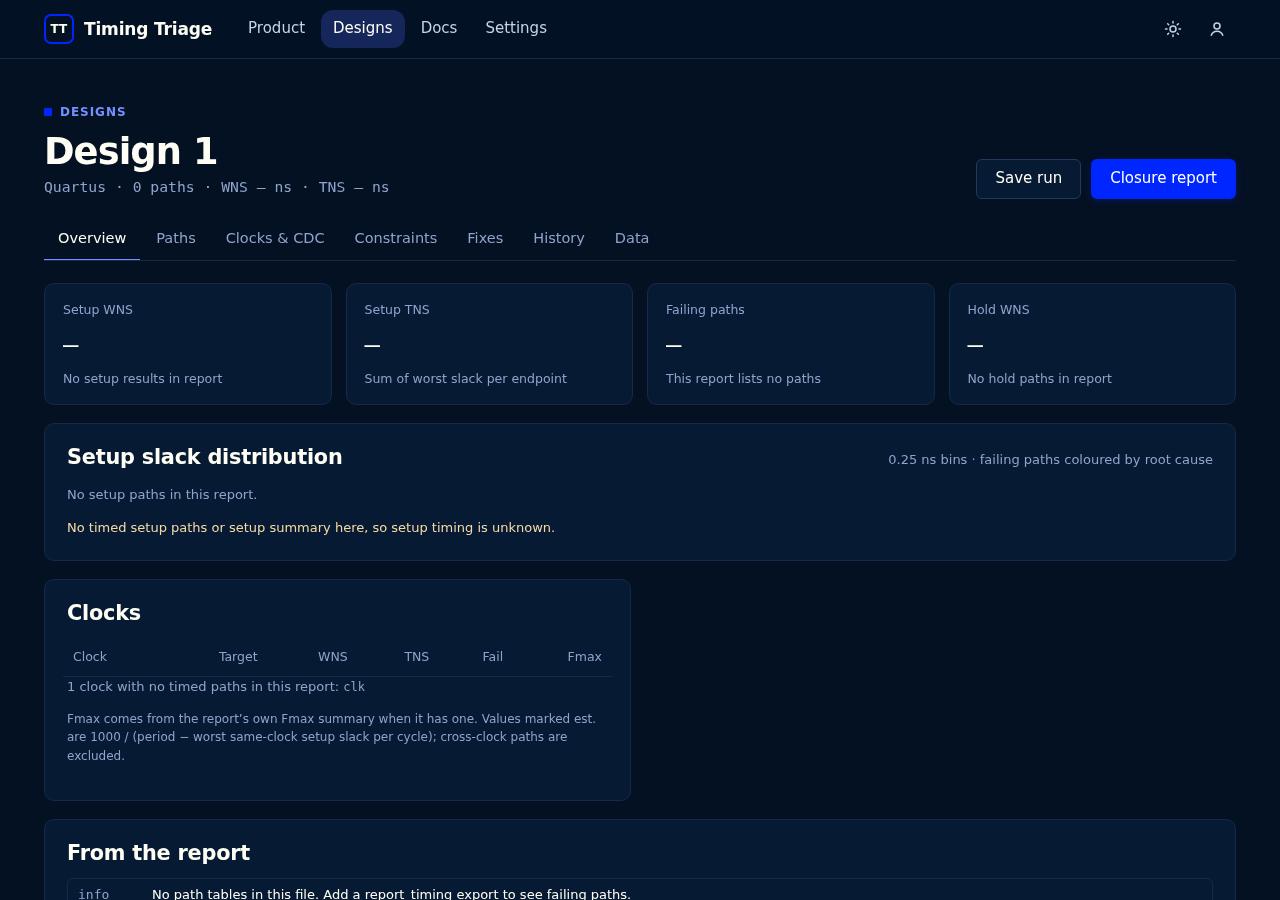 TT Timing Triage Product Designs Docs Settings
DESIGNS
Design 1
Quartus · 0 paths · WNS — ns · TNS — ns
Save run Closure report
Overview Paths Clocks & CDC Constraints Fixes History Data
Setup WNS Setup TNS Failing paths Hold WNS
— — — —
No setup results in report Sum of worst slack per endpoint This report lists no paths No hold paths in report
Setup slack distribution 0.25 ns bins · failing paths coloured by root cause
No setup paths in this report.
No timed setup paths or setup summary here, so setup timing is unknown.
Clocks
Clock Target WNS TNS Fail Fmax
1 clock with no timed paths in this report: clk
Fmax comes from the report’s own Fmax summary when it has one. Values marked est.
are 1000 / (period − worst same-clock setup slack per cycle); cross-clock paths are
excluded.
From the report
info No path tables in this file. Add a report_timing export to see failing paths.